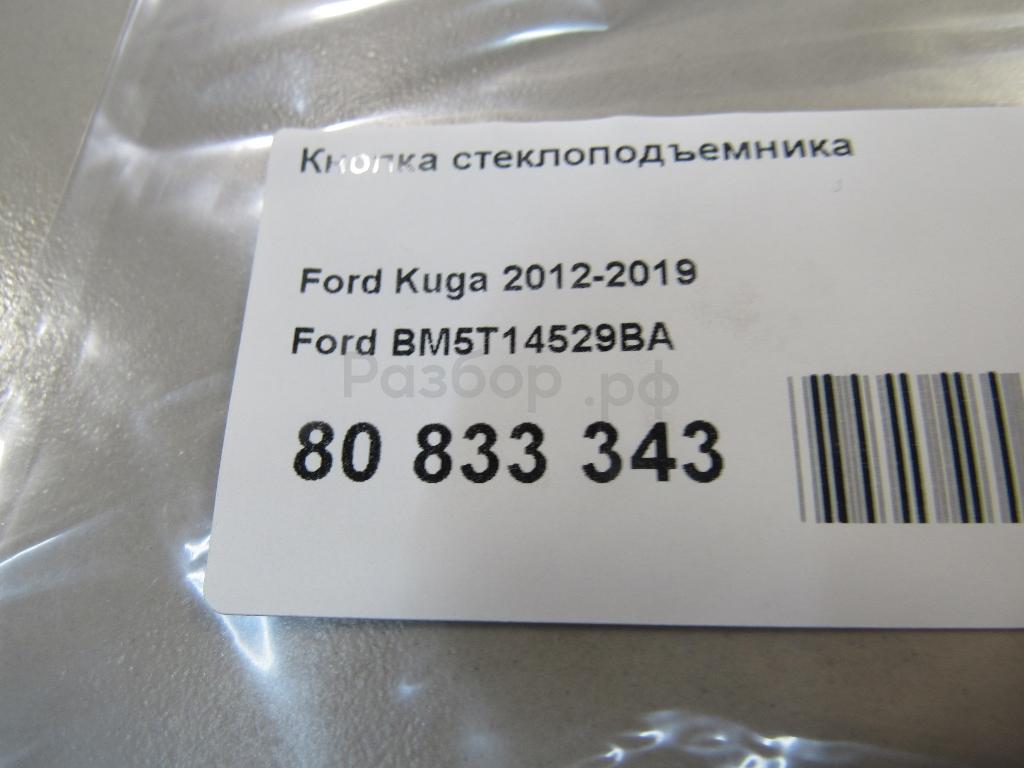 Кнопка стеклоподъемника
Ford Kuga 2012-2019
Ford BM5T14529BA
Разбор.рф
80 833 343